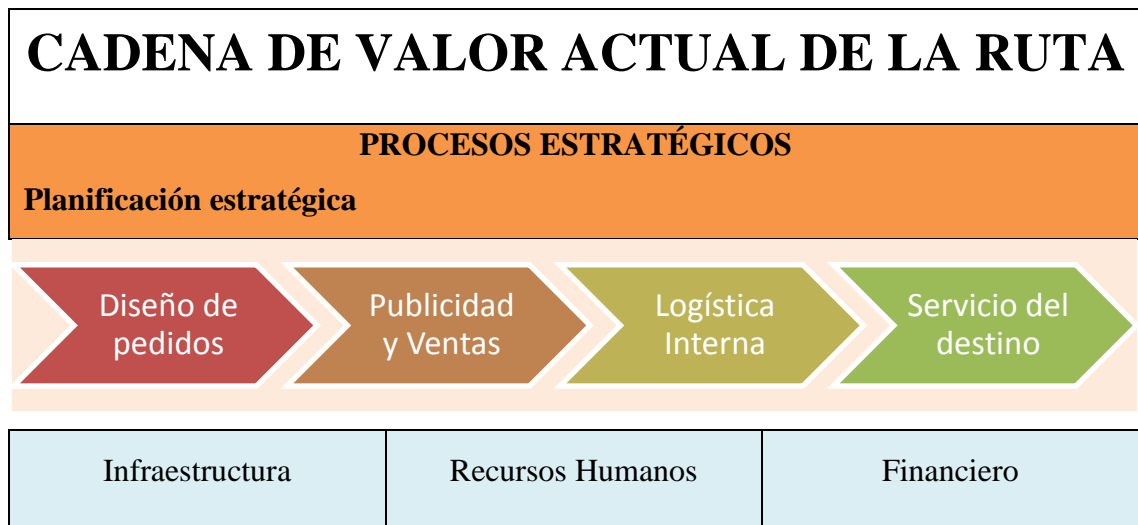 CADENA DE VALOR ACTUAL DE LA RUTA
PROCESOS ESTRATÉGICOS
Planificación estratégica
Diseño de
pedidos
Publicidad
y Ventas
Logística
Interna
Servicio del
destino
Infraestructura
Recursos Humanos
Financiero